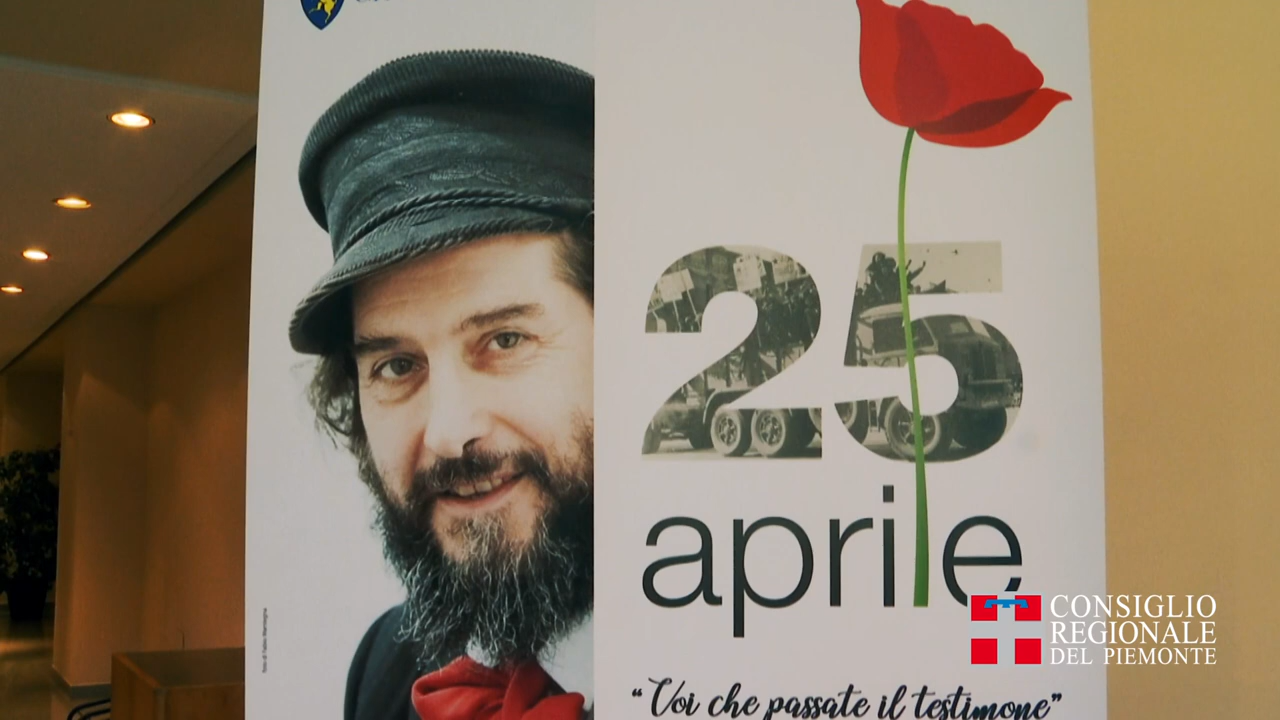 25
aprile
"Voi che passate il testimone"
CONSIGLIO
REGIONALE
DEL PIEMONTE